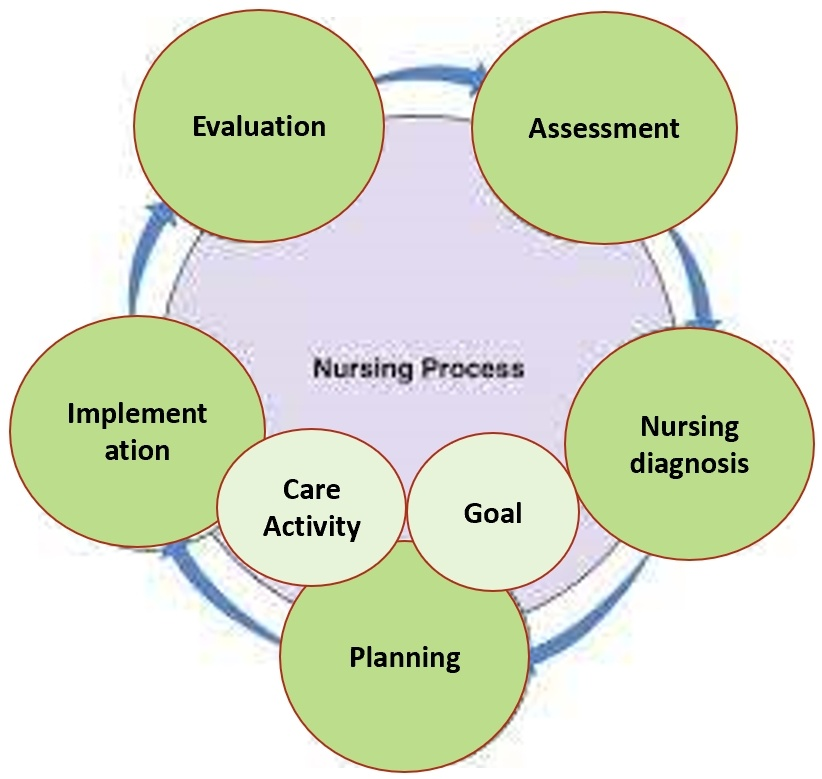 Evaluation
Assessment
Nursing Process
Implement
ation
Nursing
diagnosis
Care
Activity
Goal
Planning